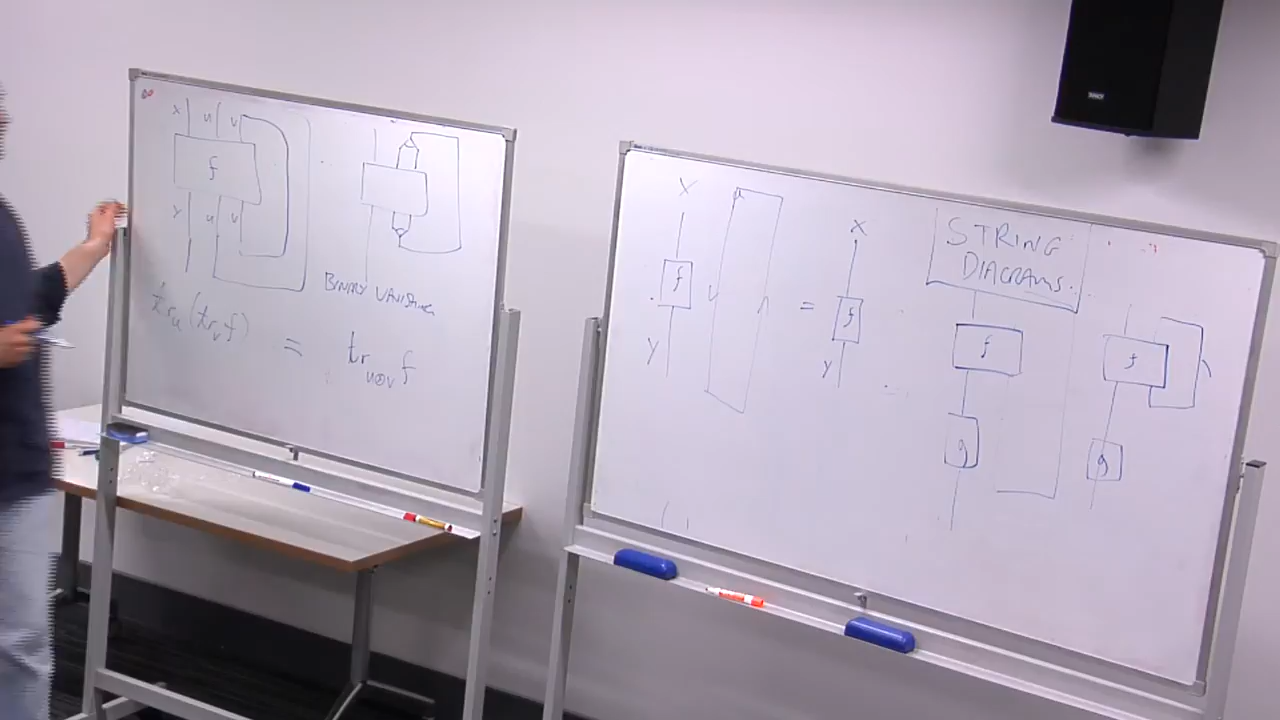 X u v
f
Y u v
BINARY VANISHING
tr_u(tr_v f) = tr_{u⊗v} f
X
f
Y
=
X
f
Y
STRING
DIAGRAMS.
f
g
f
g